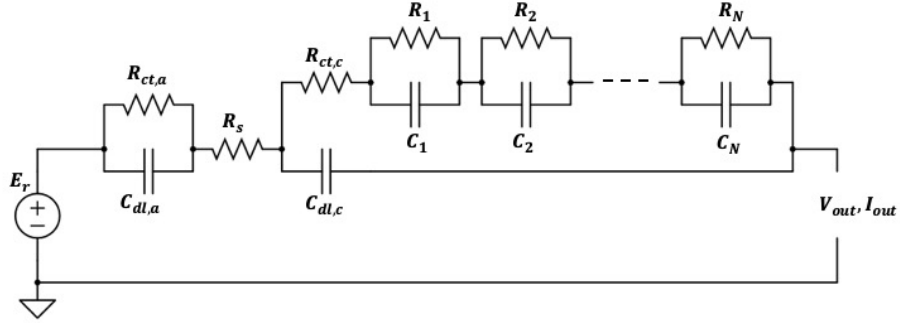 R_1 R_2 R_N
R_{ct,c}
R_{ct,a}
R_s
C_1 C_2 C_N
E_r
C_{dl,a} C_{dl,c}
V_{out}, I_{out}
+
−